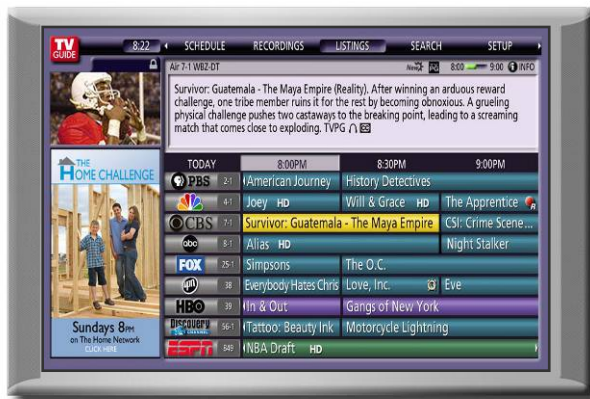 TV
GUIDE
8:22
SCHEDULE RECORDINGS LISTINGS SEARCH SETUP
Air 7-1 WBZ-DT
New PG 8:00 9:00 INFO
Survivor: Guatemala - The Maya Empire (Reality). After winning an arduous reward
challenge, one tribe member ruins it for the rest by becoming obnoxious. A grueling
physical challenge pushes two castaways to the breaking point, leading to a screaming
match that comes close to exploding. TVPG CC
THE
HOME CHALLENGE
Sundays 8PM
on The Home Network
CLICK HERE
TODAY 8:00PM 8:30PM 9:00PM
PBS 2-1 American Journey History Detectives
4-1 Joey HD Will & Grace HD The Apprentice R
CBS 7-1 Survivor: Guatemala - The Maya Empire CSI: Crime Scene...
abc 8-1 Alias HD Night Stalker
FOX 25-1 Simpsons The O.C.
UPN 38 Everybody Hates Chris Love, Inc. Eve
HBO 39 In & Out Gangs of New York
Discovery 56-1 Tattoo: Beauty Ink Motorcycle Lightning
ESPN 849 NBA Draft HD